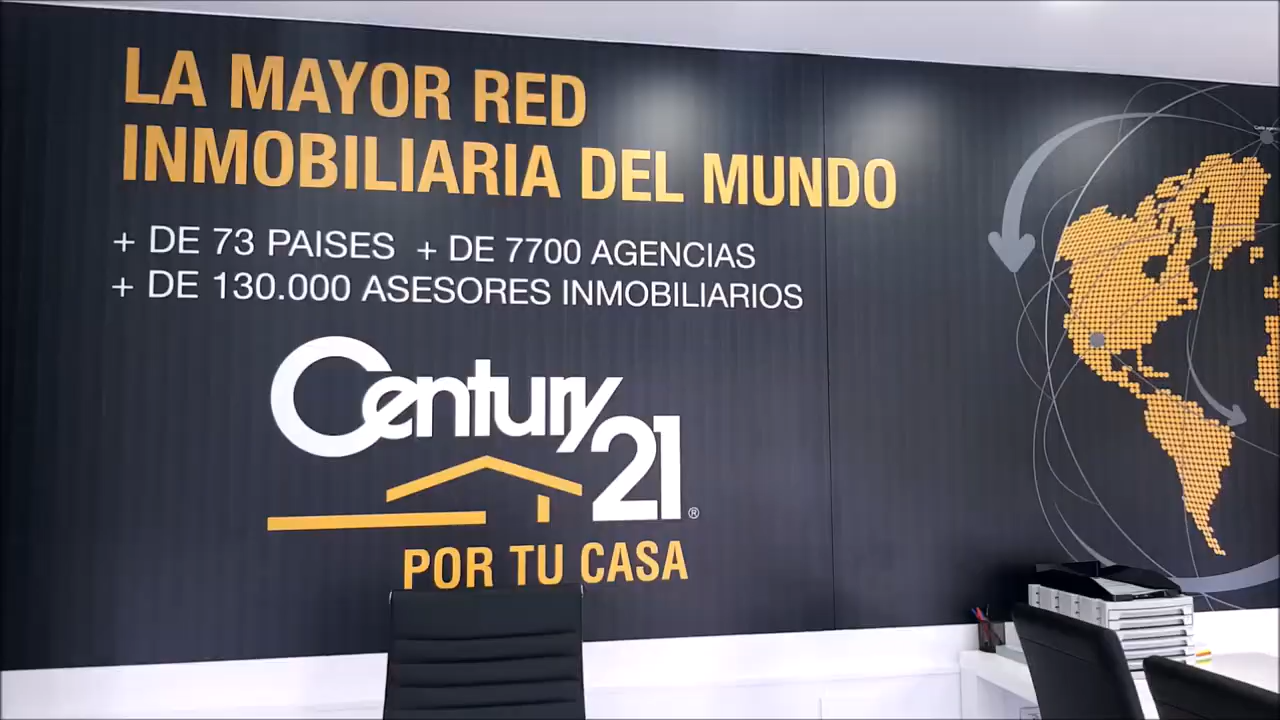 LA MAYOR RED
INMOBILIARIA DEL MUNDO
+ DE 73 PAISES + DE 7700 AGENCIAS
+ DE 130.000 ASESORES INMOBILIARIOS
Century
21®
POR TU CASA